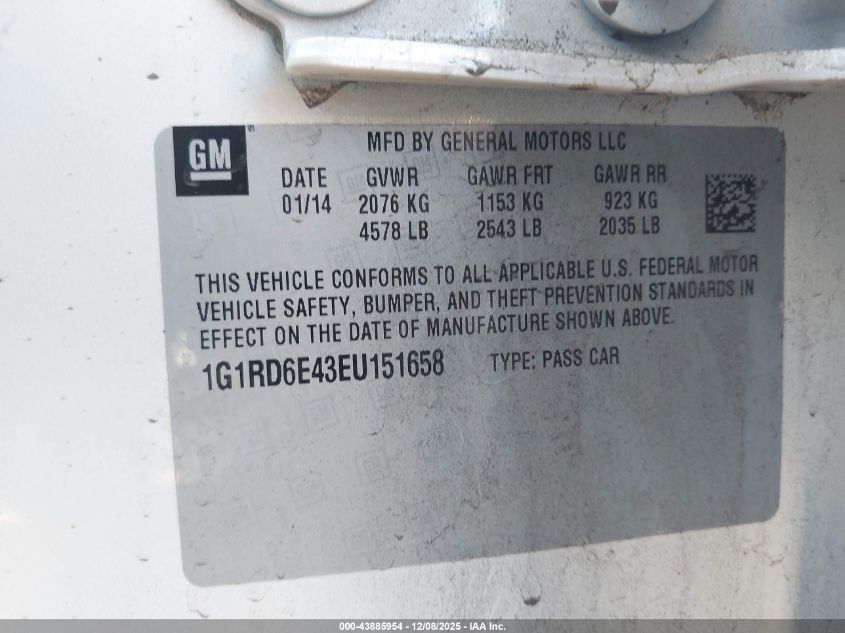 GM
MFD BY GENERAL MOTORS LLC
DATE GVWR GAWR FRT GAWR RR
01/14 2076 KG 1153 KG 923 KG
4578 LB 2543 LB 2035 LB
THIS VEHICLE CONFORMS TO ALL APPLICABLE U.S. FEDERAL MOTOR
VEHICLE SAFETY, BUMPER, AND THEFT PREVENTION STANDARDS IN
EFFECT ON THE DATE OF MANUFACTURE SHOWN ABOVE.
1G1RD6E43EU151658 TYPE: PASS CAR
000-43885954 - 12/08/2025 - IAA Inc.